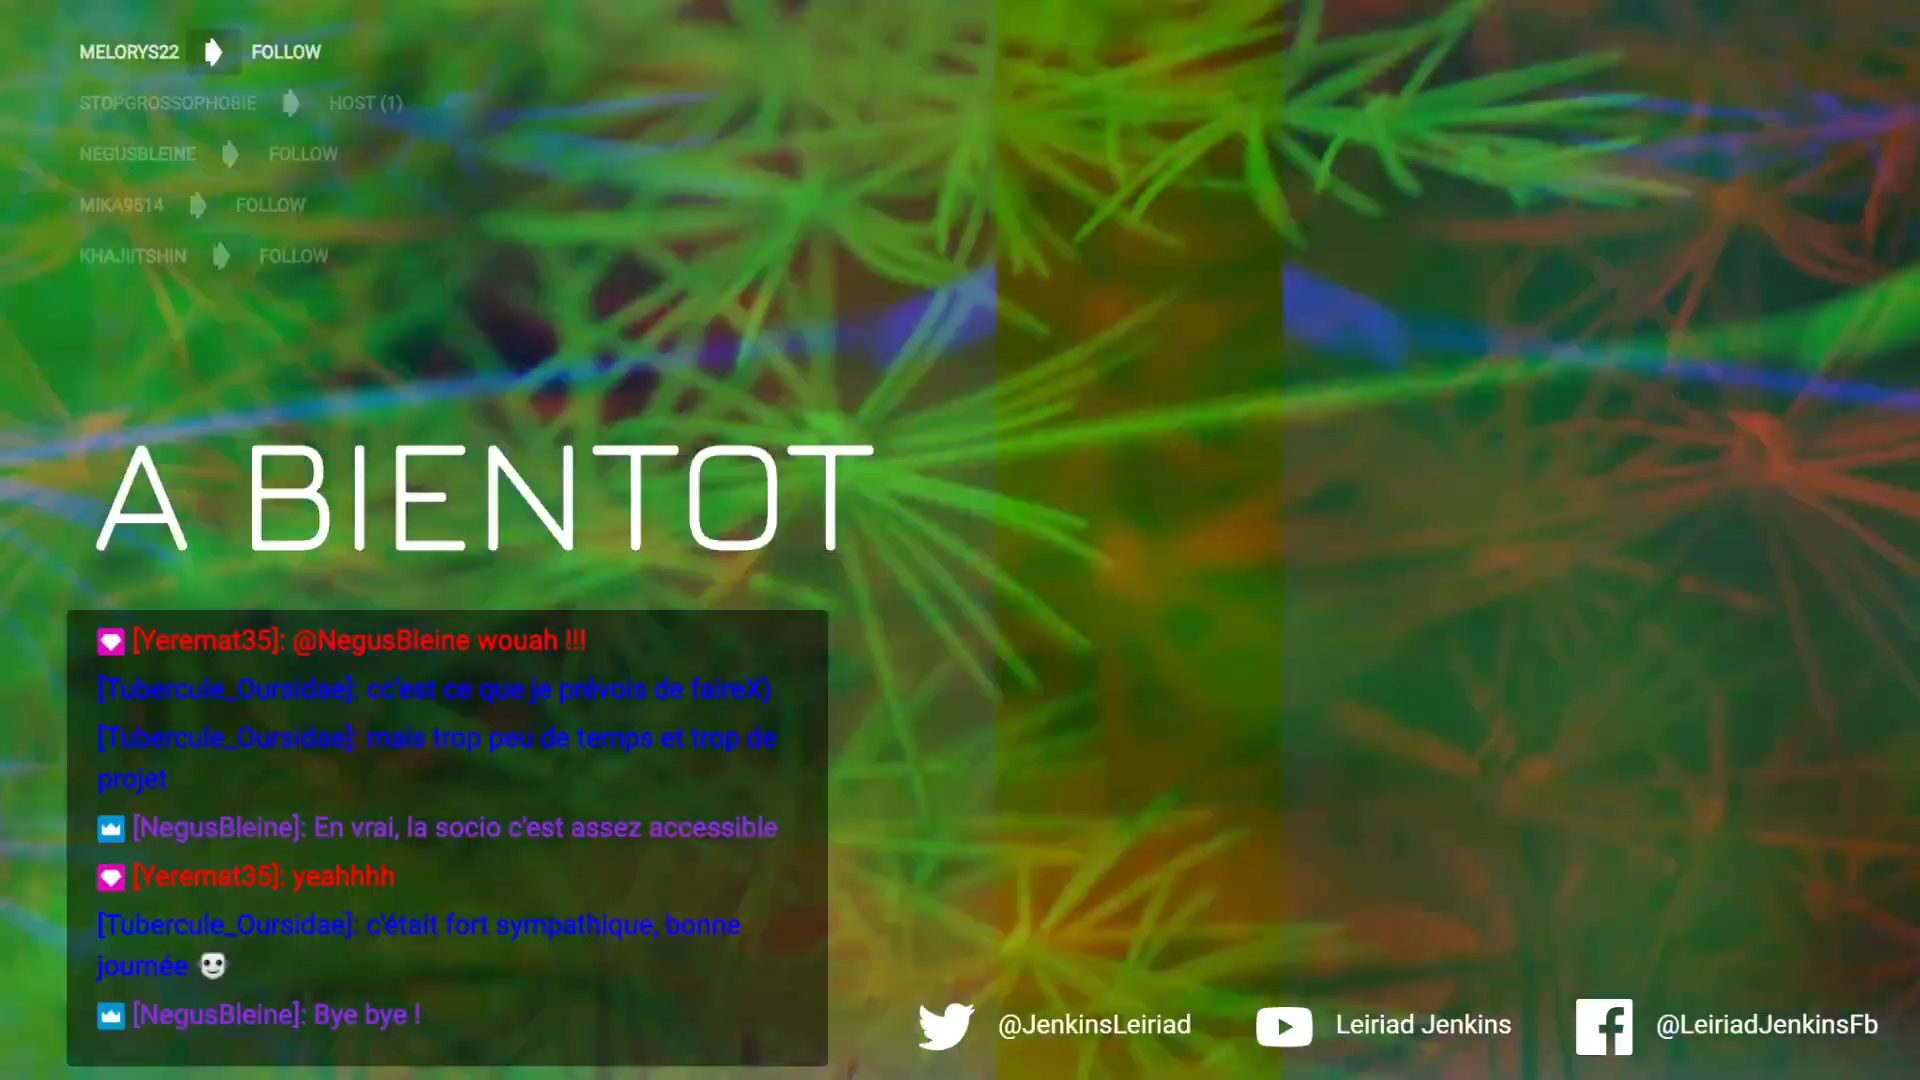 MELORYS22 FOLLOW
STOPGROSSOPHOBIE HOST (1)
NEGUSBLEINE FOLLOW
MIKA9514 FOLLOW
KHAJIITSHIN FOLLOW
A BIENTOT
[Yeremat35]: @NegusBleine wouah !!!
[Tubercule_Oursidae]: cc'est ce que je prévois de faireX)
[Tubercule_Oursidae]: mais trop peu de temps et trop de
projet
[NegusBleine]: En vrai, la socio c'est assez accessible
[Yeremat35]: yeahhhh
[Tubercule_Oursidae]: c'était fort sympathique, bonne
journée
[NegusBleine]: Bye bye !
@JenkinsLeiriad Leiriad Jenkins @LeiriadJenkinsFb